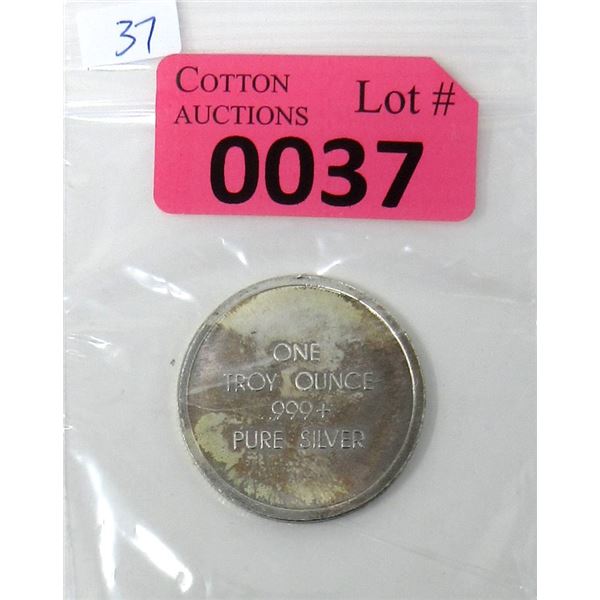 37
COTTON
AUCTIONS
Lot #
0037
ONE
TROY OUNCE
.999+
PURE SILVER